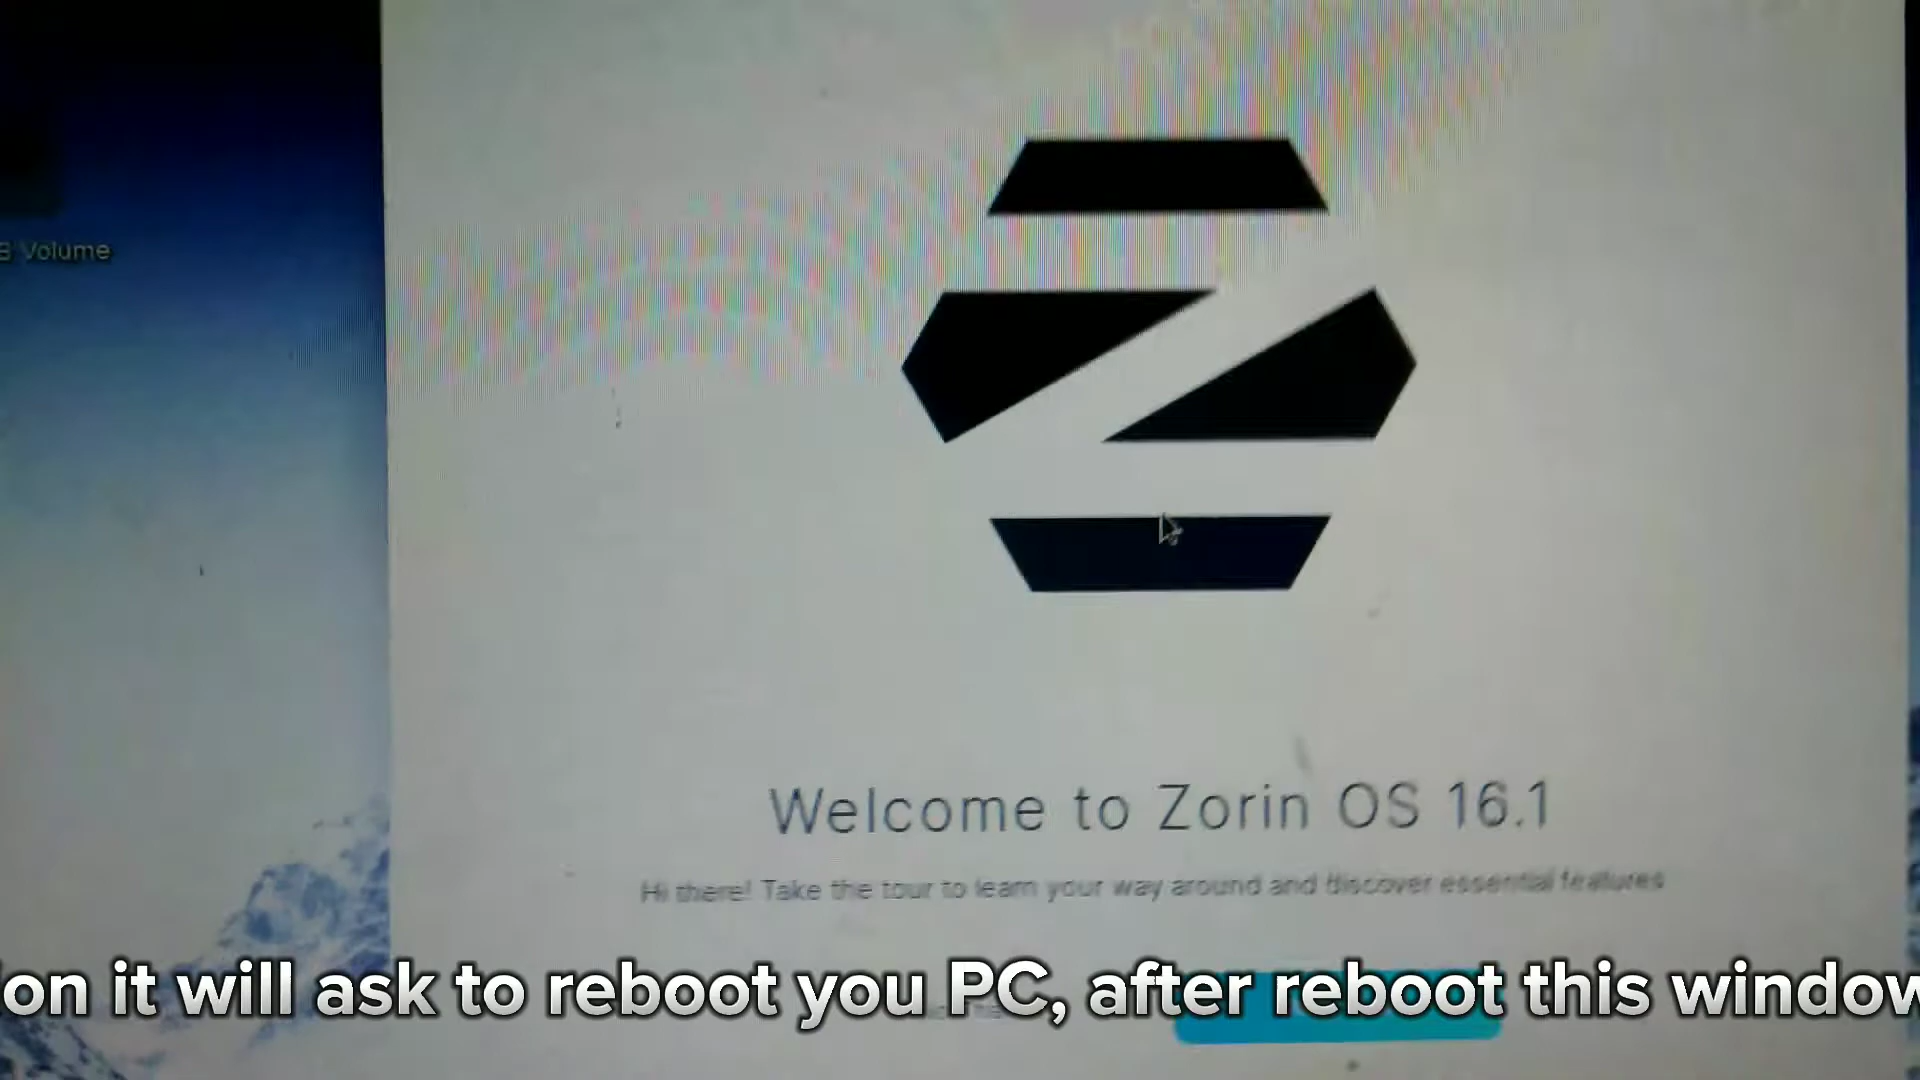 Volume
Welcome to Zorin OS 16.1
Hi there! Take the tour to learn your way around and discover essential features
on it will ask to reboot you PC, after reboot this window